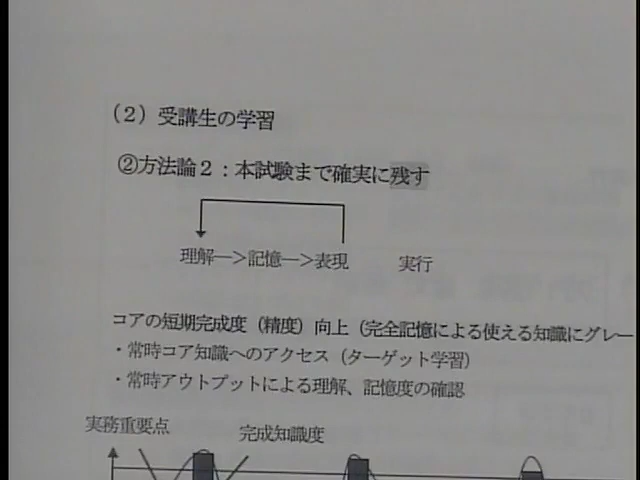 （2）受講生の学習
②方法論2：本試験まで確実に残す
理解―>記憶―>表現 実行
コアの短期完成度（精度）向上（完全記憶による使える知識にグレー
・常時コア知識へのアクセス（ターゲット学習）
・常時アウトプットによる理解、記憶度の確認
実務重要点 完成知識度